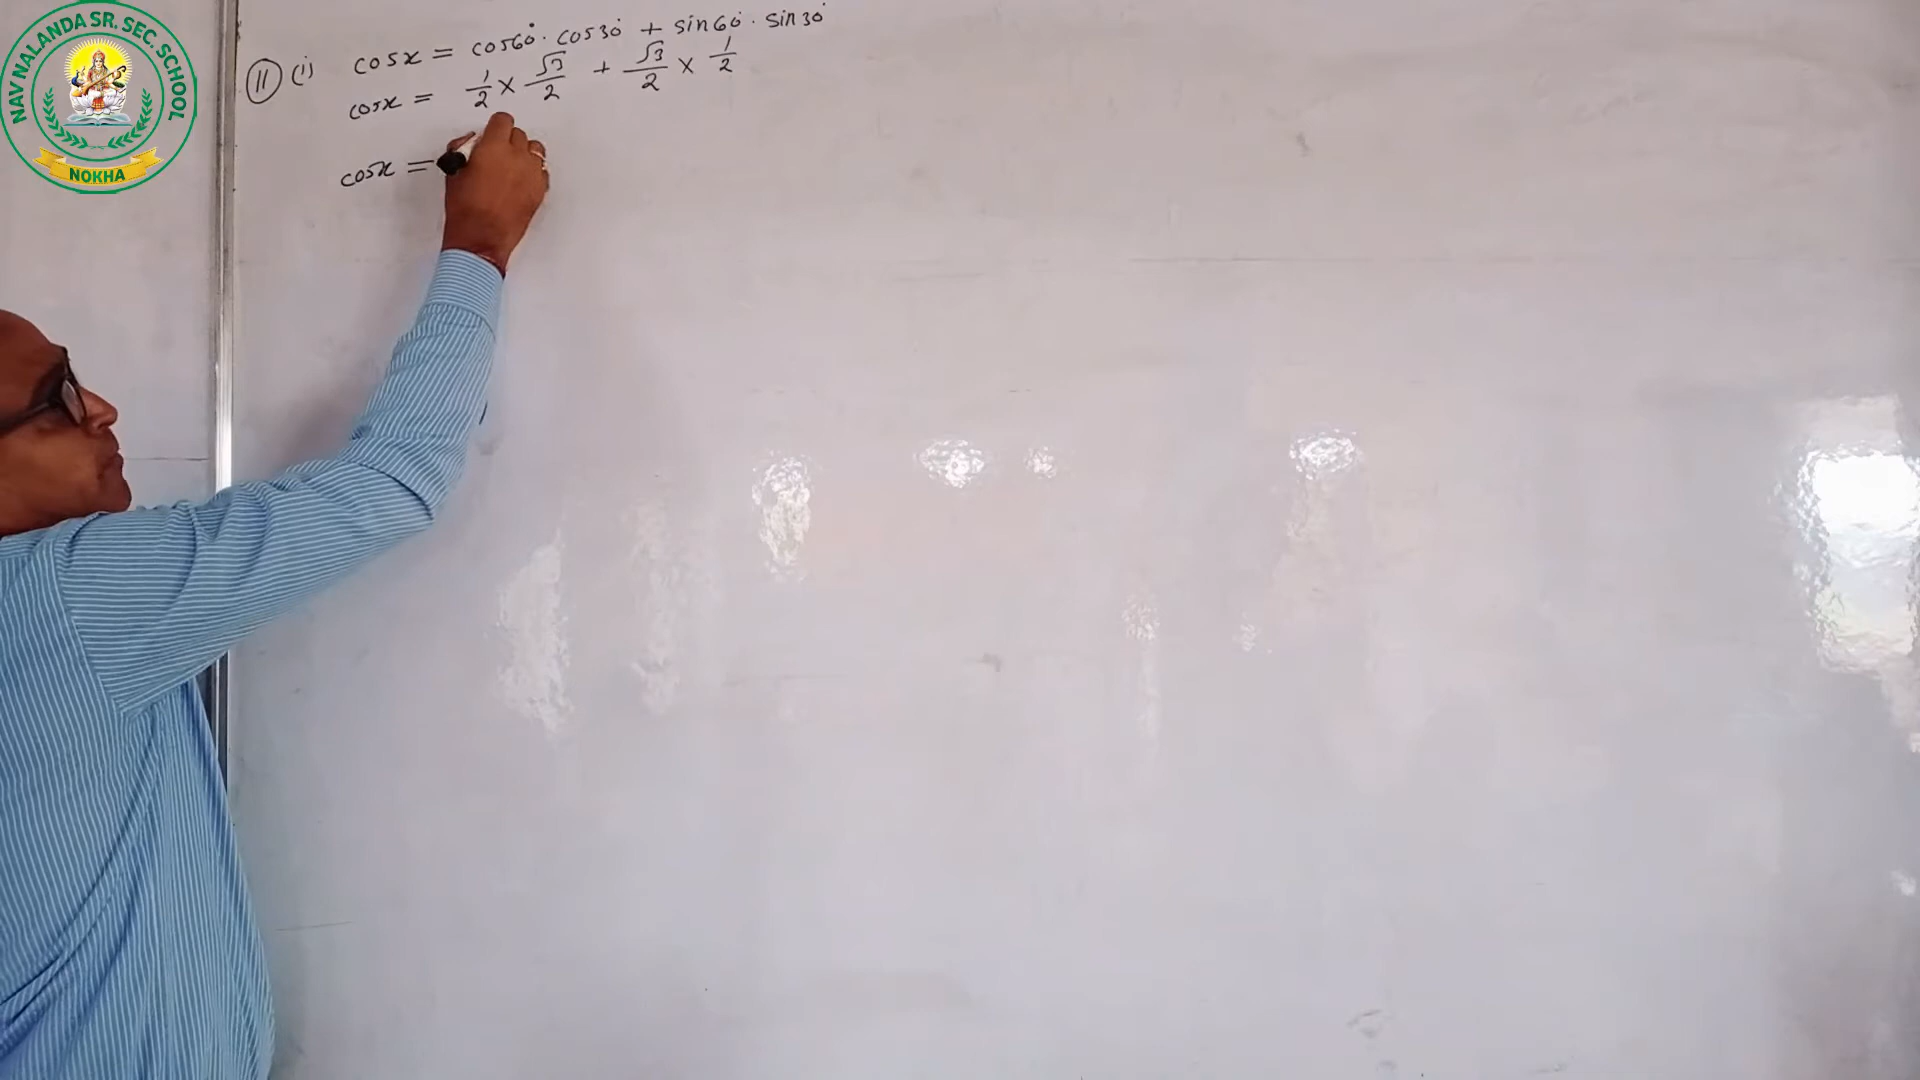 NAV NALANDA SR. SEC. SCHOOL
NOKHA
11 (i) cosx = cos60° · cos30° + sin60° · sin30°
cosx = 1/2 × √3/2 + √3/2 × 1/2
cosx =